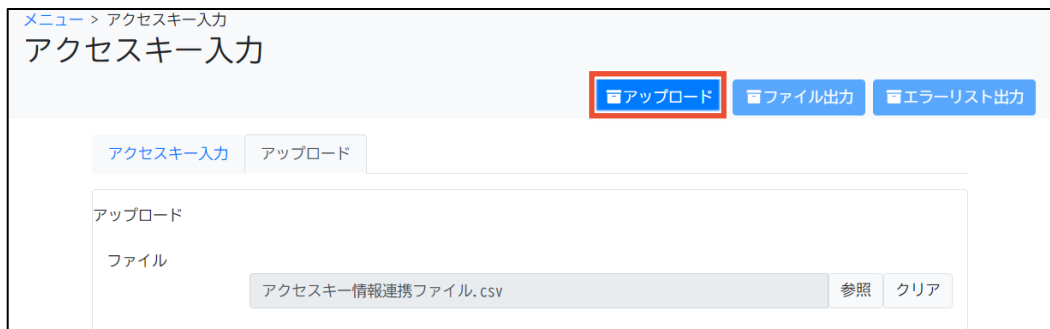 メニュー > アクセスキー入力
アクセスキー入力
アップロード ファイル出力 エラーリスト出力
アクセスキー入力 アップロード
アップロード
ファイル
アクセスキー情報連携ファイル.csv 参照 クリア